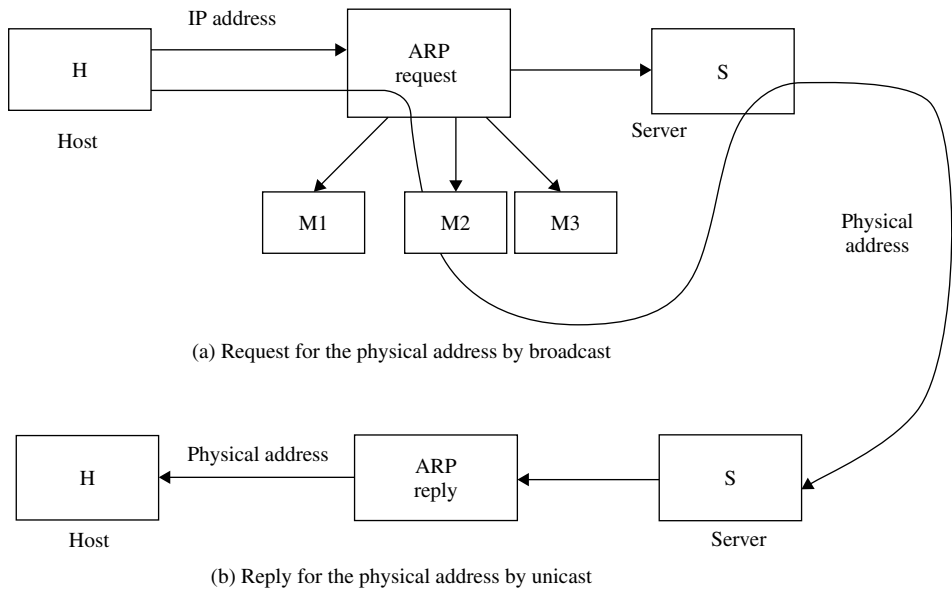 IP address
H
ARP
request
S
Host
Server
M1
M2
M3
Physical
address
(a) Request for the physical address by broadcast
H
Physical address
ARP
reply
S
Host
Server
(b) Reply for the physical address by unicast